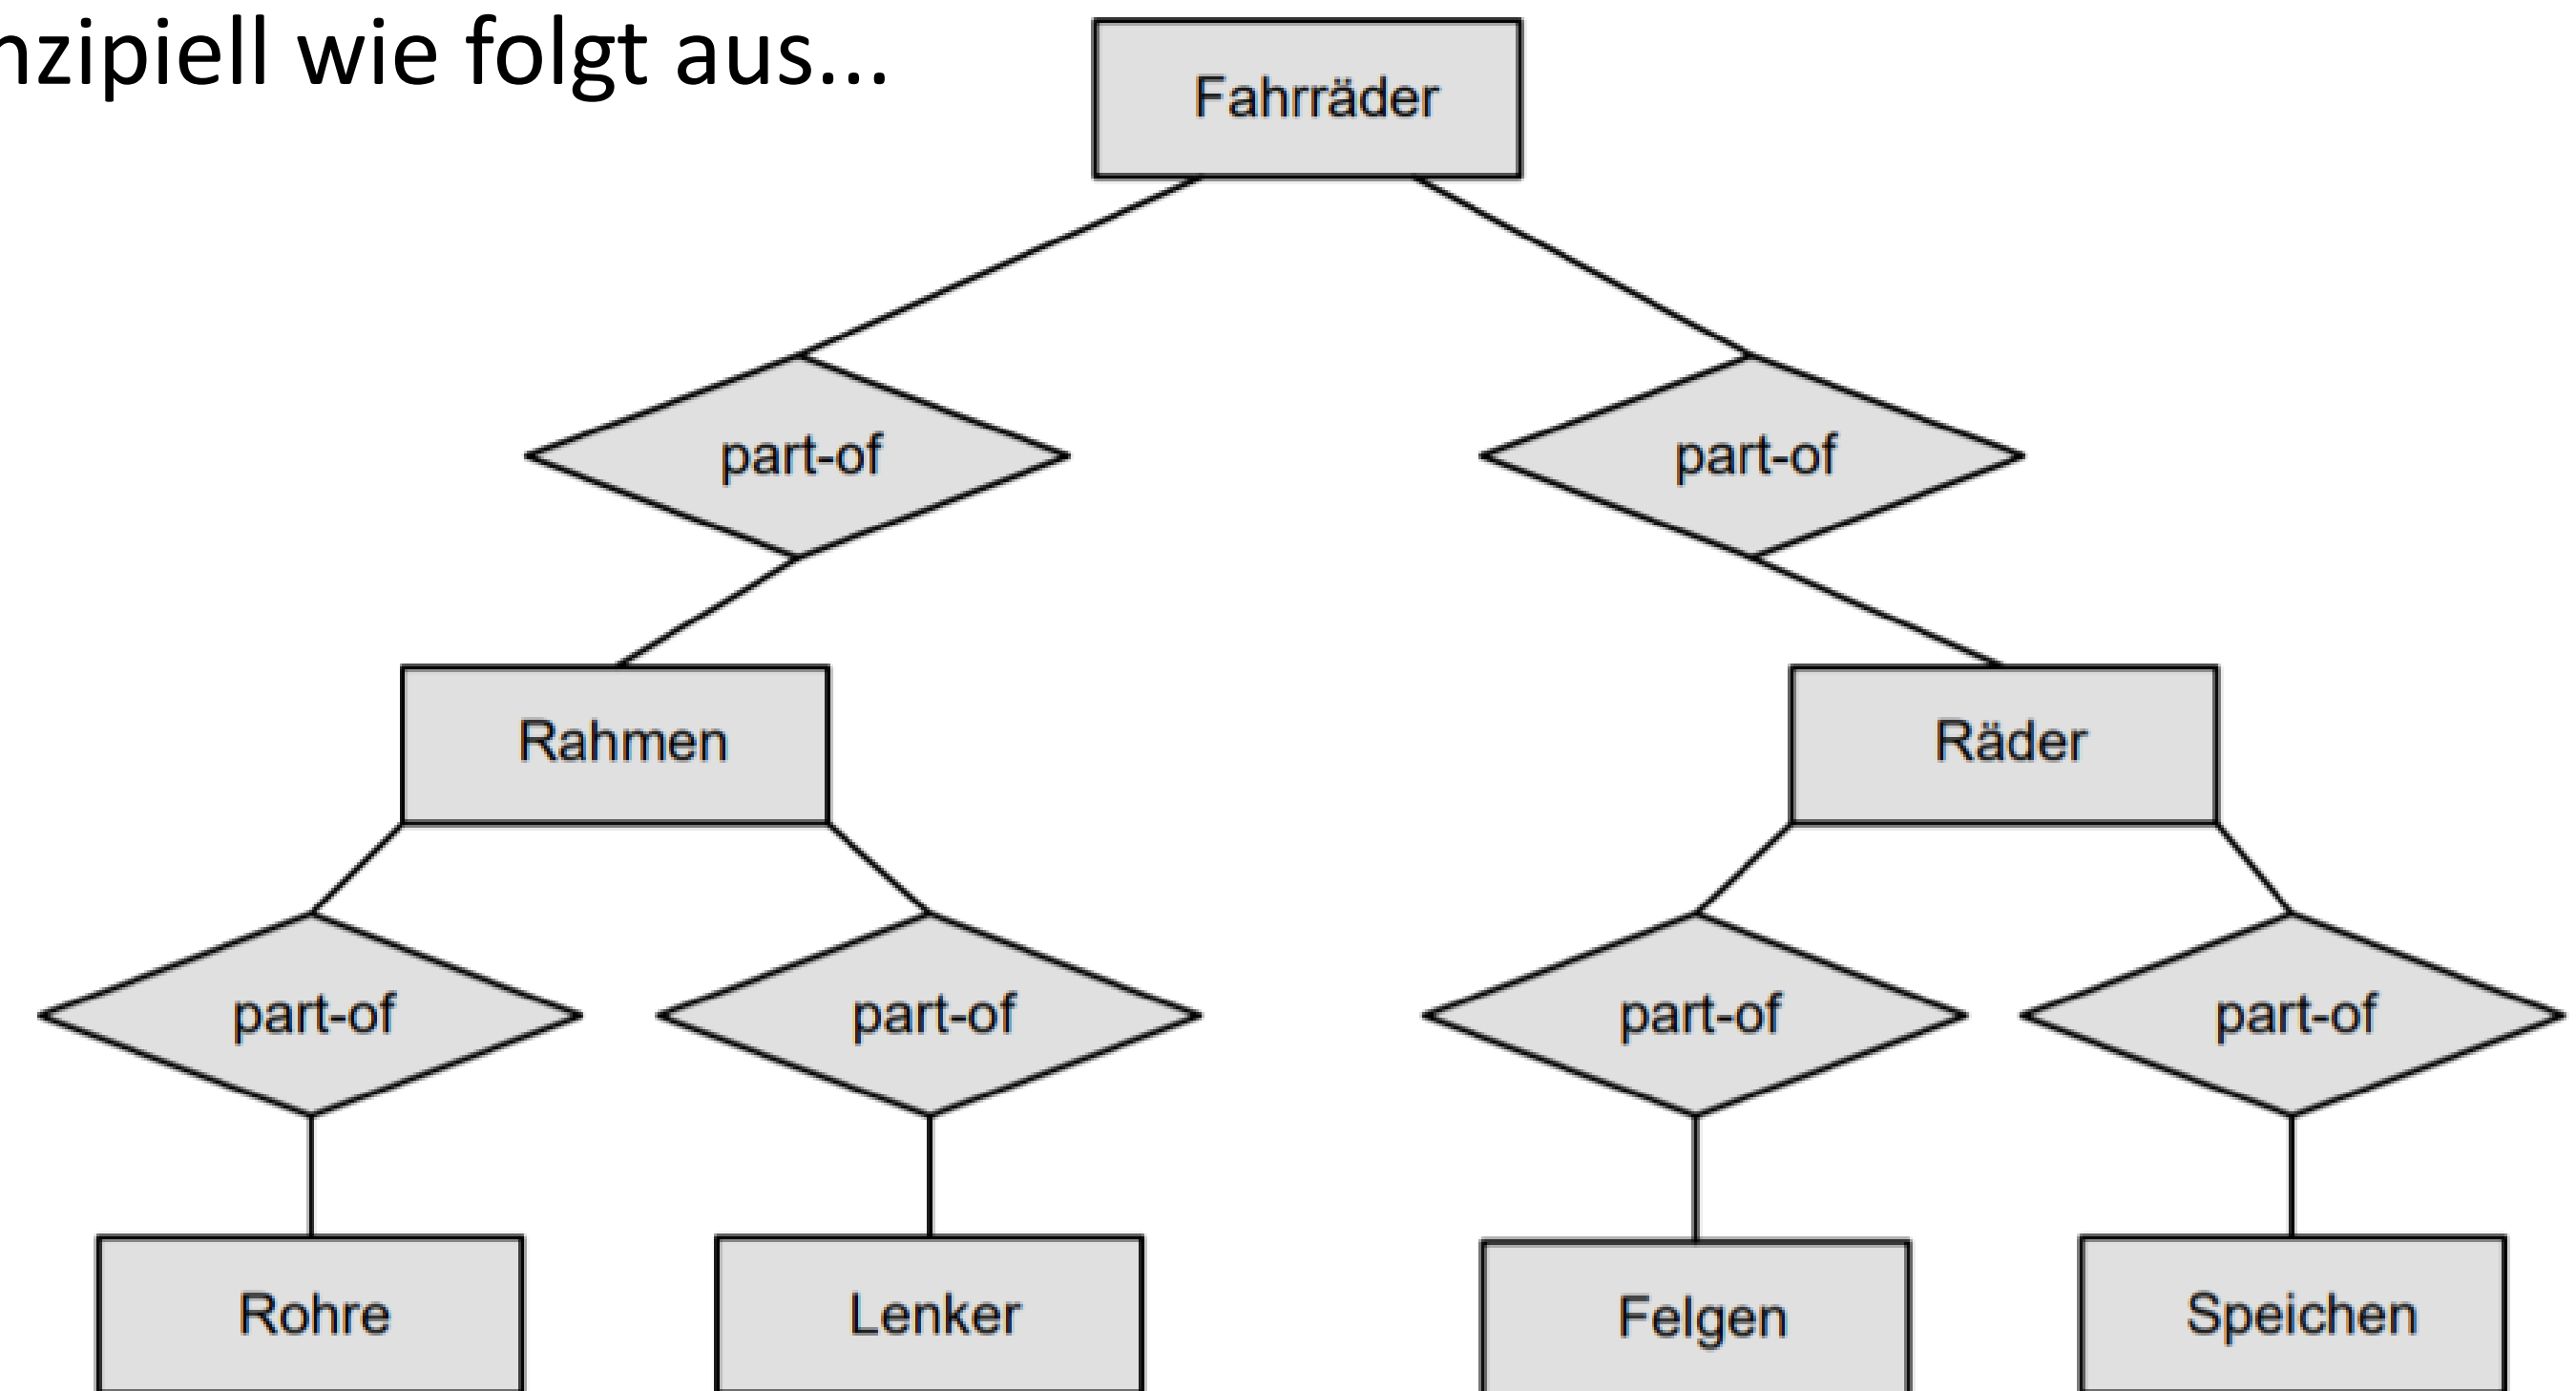 nzipiell wie folgt aus...
Fahrräder
part-of part-of
Rahmen Räder
part-of part-of part-of part-of
Rohre Lenker Felgen Speichen